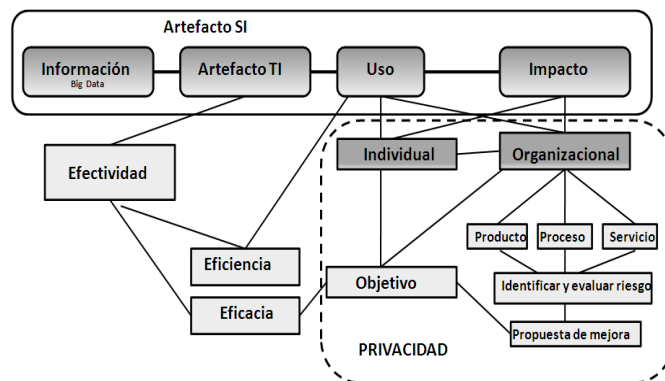 Artefacto SI
Información
Big Data
Artefacto TI
Uso
Impacto
Individual
Organizacional
Efectividad
Producto
Proceso
Servicio
Eficiencia
Objetivo
Identificar y evaluar riesgo
Eficacia
Propuesta de mejora
PRIVACIDAD